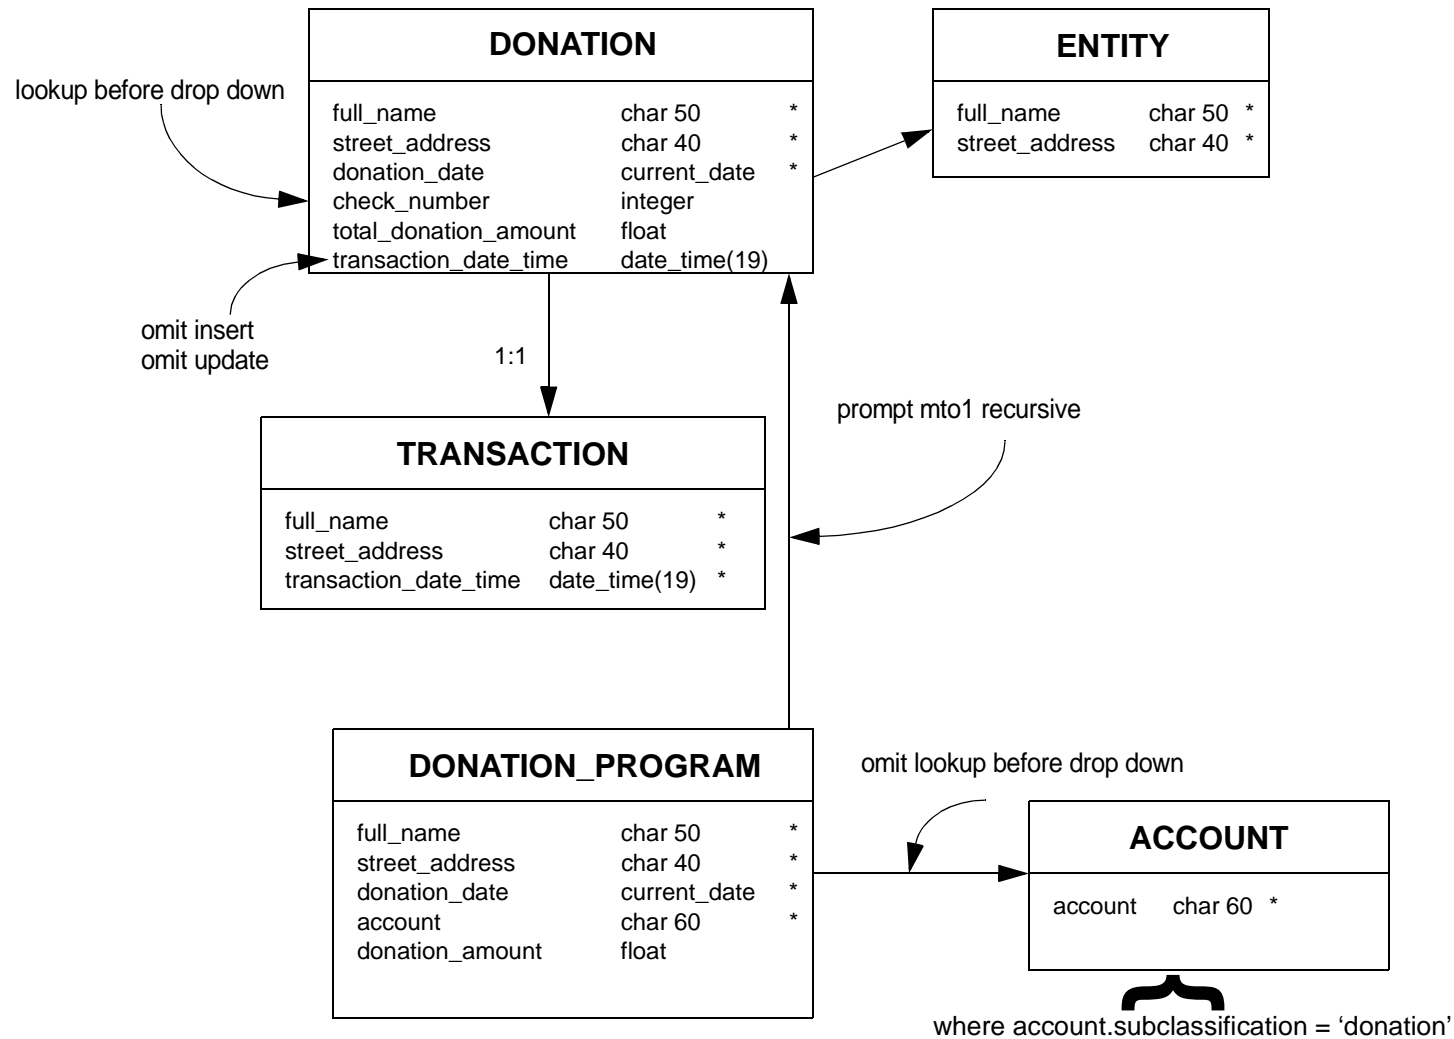 DONATION
ENTITY
lookup before drop down
full_name char 50 *
street_address char 40 *
donation_date current_date *
check_number integer
total_donation_amount float
transaction_date_time date_time(19)
full_name char 50 *
street_address char 40 *
omit insert
omit update
1:1
prompt mto1 recursive
TRANSACTION
full_name char 50 *
street_address char 40 *
transaction_date_time date_time(19) *
DONATION_PROGRAM
full_name char 50 *
street_address char 40 *
donation_date current_date *
account char 60 *
donation_amount float
omit lookup before drop down
ACCOUNT
account char 60 *
where account.subclassification = ‘donation’